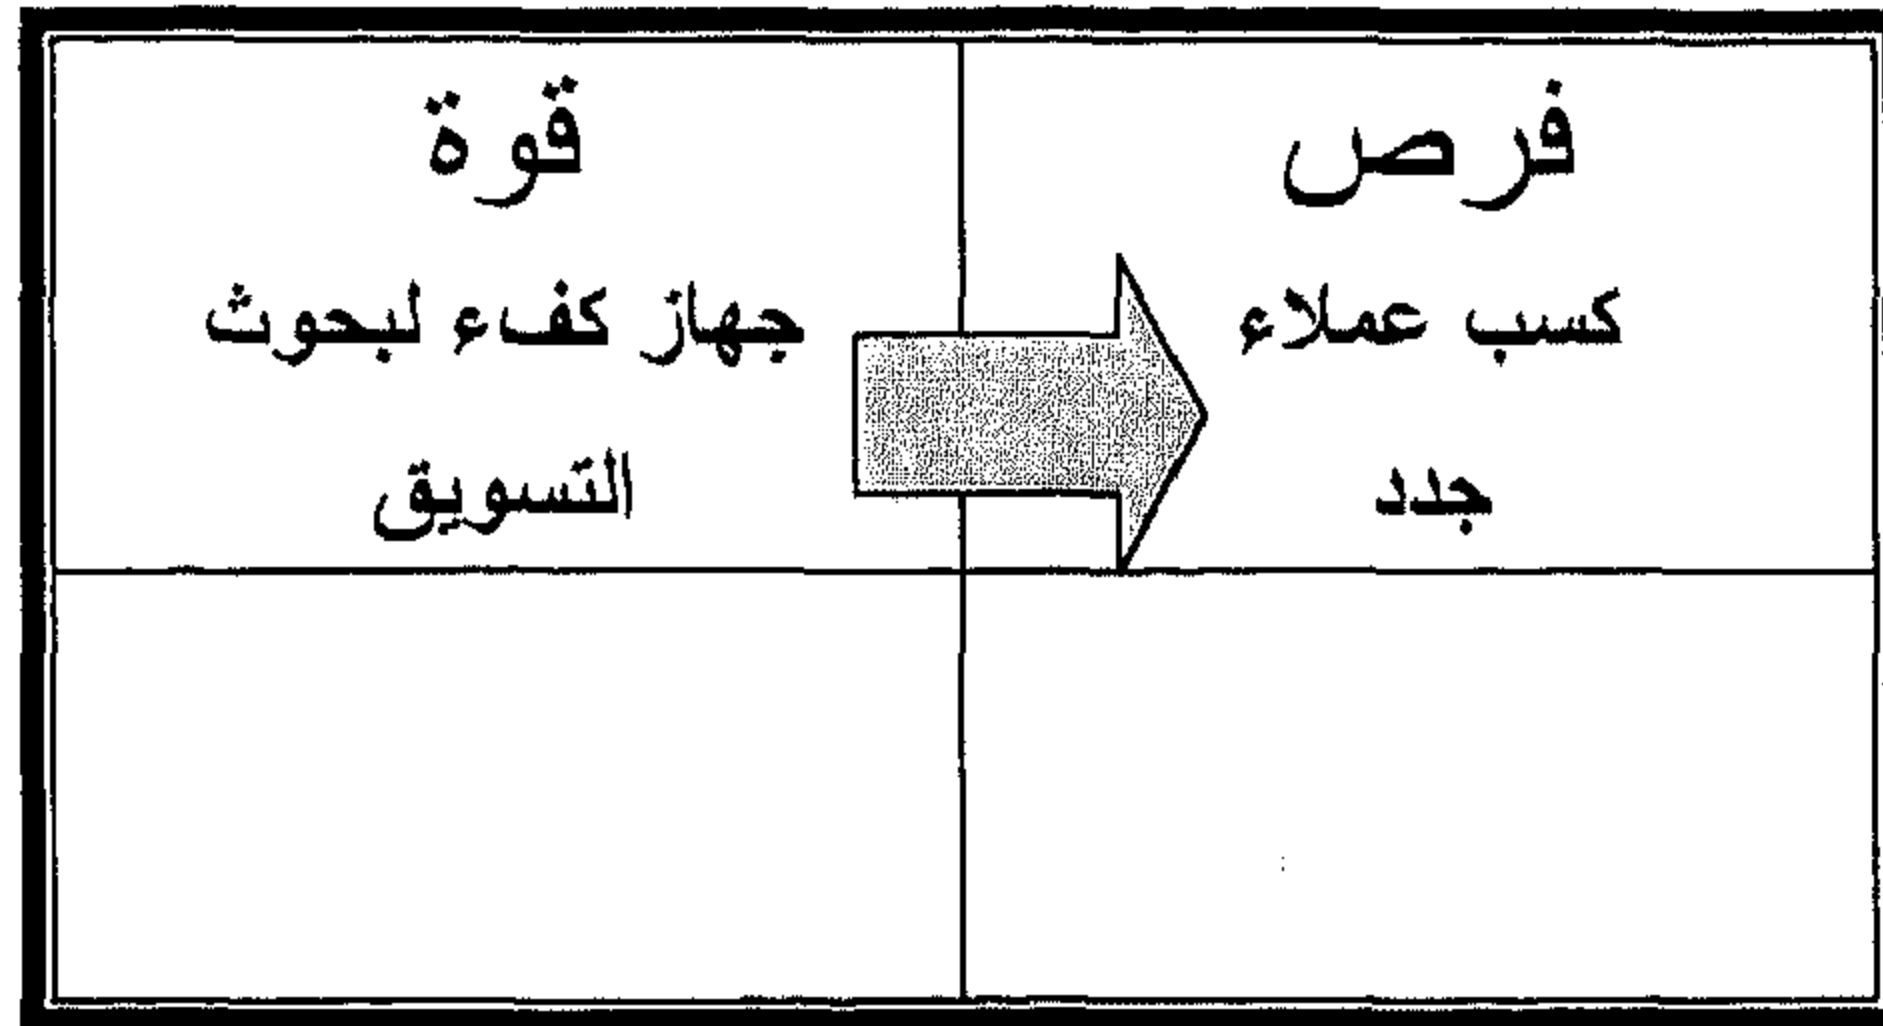 فرص
كسب عملاء
جدد
قوة
جهاز كفء لبحوث
التسويق